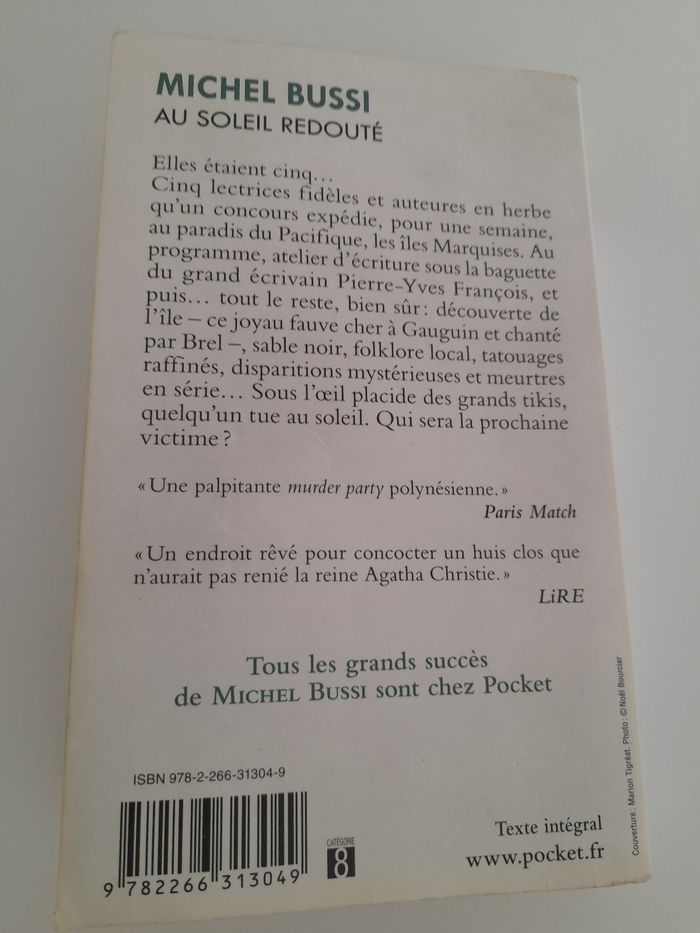 MICHEL BUSSI
AU SOLEIL REDOUTÉ
Elles étaient cinq…
Cinq lectrices fidèles et auteures en herbe
qu'un concours expédie, pour une semaine,
au paradis du Pacifique, les îles Marquises. Au
programme, atelier d'écriture sous la baguette
du grand écrivain Pierre-Yves François, et
puis… tout le reste, bien sûr : découverte de
l'île – ce joyau fauve cher à Gauguin et chanté
par Brel –, sable noir, folklore local, tatouages
raffinés, disparitions mystérieuses et meurtres
en série… Sous l'œil placide des grands tikis,
quelqu'un tue au soleil. Qui sera la prochaine
victime ?
« Une palpitante murder party polynésienne. »
Paris Match
« Un endroit rêvé pour concocter un huis clos que
n'aurait pas renié la reine Agatha Christie. »
LiRE
Tous les grands succès
de MICHEL BUSSI sont chez Pocket
ISBN 978-2-266-31304-9
9 782266 313049
CATÉGORIE
8
Texte intégral
www.pocket.fr
Couverture : Marion Tigréat. Photo : © Noël Bourcier